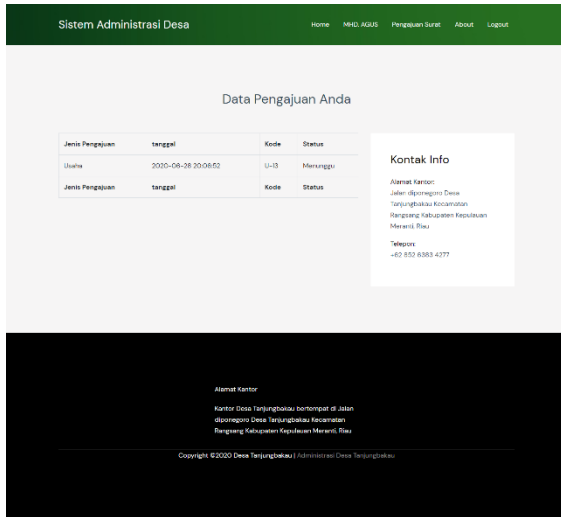 Sistem Administrasi Desa
Home MHD. AGUS Pengajuan Surat About Logout
Data Pengajuan Anda
Jenis Pengajuan tanggal Kode Status
Usaha 2020-08-28 20:08:52 U-13 Menunggu
Jenis Pengajuan tanggal Kode Status
Kontak Info
Alamat Kantor:
Jalan diponegoro Desa
Tanjungbakau Kecamatan
Rangsang Kabupaten Kepulauan
Meranti, Riau
Telepon:
+62 852 6363 4277
Alamat Kantor
Kantor Desa Tanjungbakau bertempat di Jalan
diponegoro Desa Tanjungbakau Kecamatan
Rangsang Kabupaten Kepulauan Meranti, Riau
Copyright ©2020 Desa Tanjungbakau | Administrasi Desa Tanjungbakau